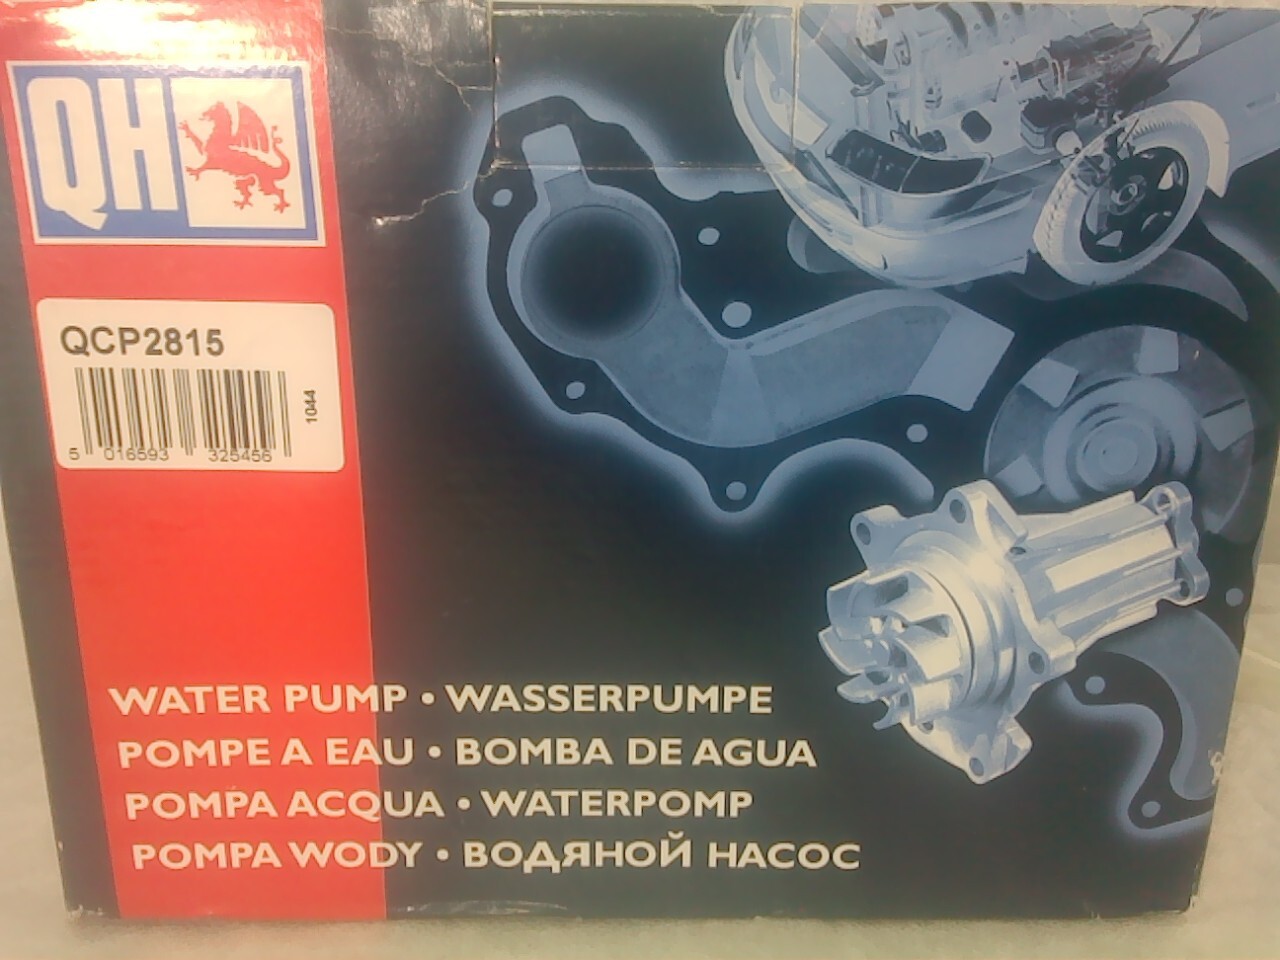 QH
QCP2815
1044
5 016593 325456
WATER PUMP • WASSERPUMPE
POMPE A EAU • BOMBA DE AGUA
POMPA ACQUA • WATERPOMP
POMPA WODY • ВОДЯНОЙ НАСОС